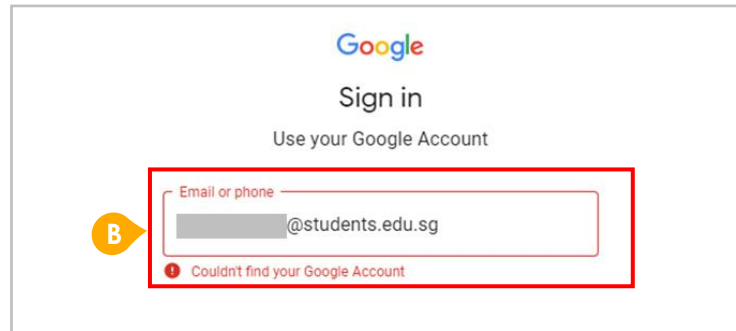 Google
Sign in
Use your Google Account
Email or phone
@students.edu.sg
B
Couldn't find your Google Account